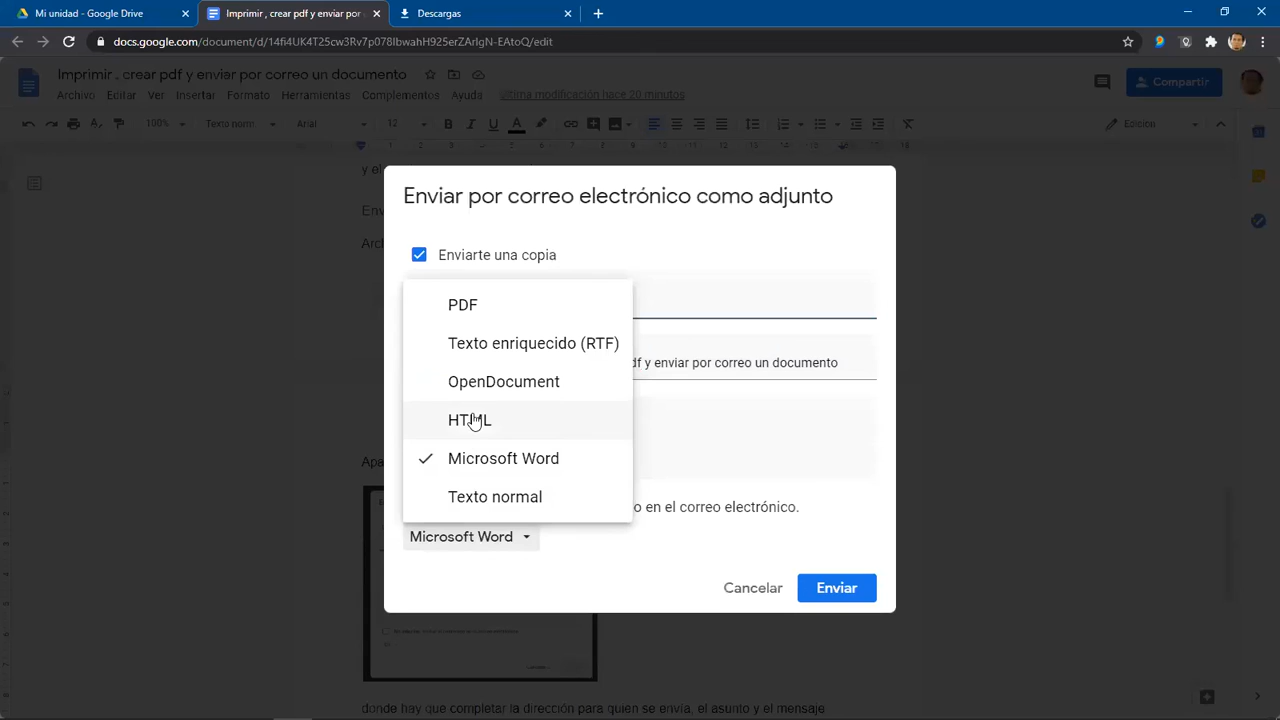 Mi unidad - Google Drive
Imprimir , crear pdf y enviar por
Descargas
docs.google.com/document/d/14fi4UK4T25cw3Rv7p078IbwahH925erZArIgN-EAtoQ/edit
Imprimir , crear pdf y enviar por correo un documento
Compartir
Archivo Editar Ver Insertar Formato Herramientas Complementos Ayuda Última modificación hace 20 minutos
100% Texto norm. Arial 12 Edición
y el
Env
Arc
Enviar por correo electrónico como adjunto
Enviarte una copia
PDF
Texto enriquecido (RTF)
df y enviar por correo un documento
OpenDocument
HTML
Microsoft Word
Texto normal
o en el correo electrónico.
Microsoft Word
Cancelar Enviar
Apa
donde hay que completar la dirección para quien se envía, el asunto y el mensaje